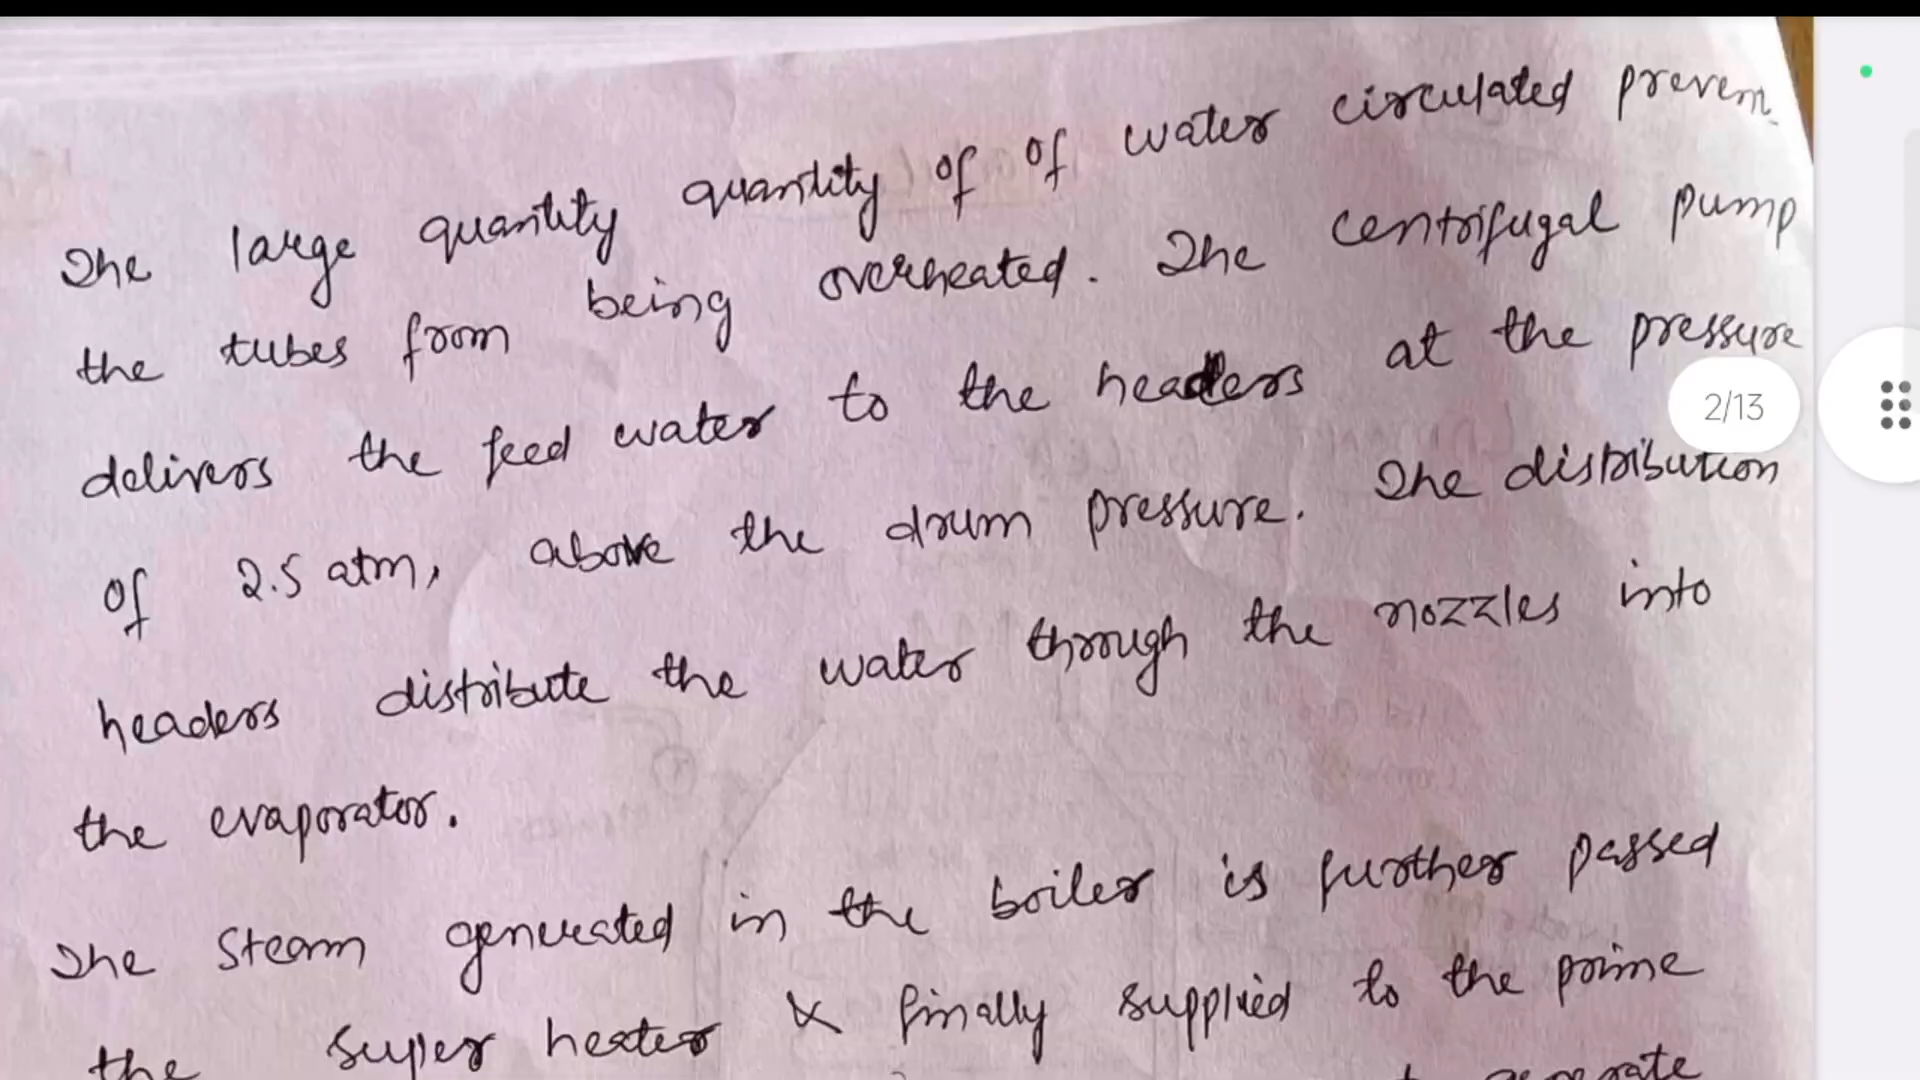 The large quantity quantity of of water circulated preven
the tubes from being overheated. The centrifugal pump
delivers the feed water to the headers at the pressure
of 2.5 atm, above the drum pressure. The distribution
headers distribute the water through the nozzles into
the evaporator.
The steam generated in the boiler is further passed
the super heater & finally supplied to the prime
generate
2/13